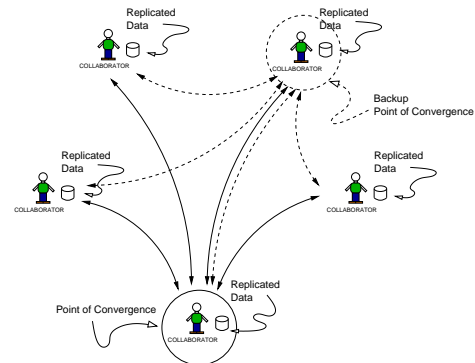 Replicated
Data
COLLABORATOR
Replicated
Data
COLLABORATOR
Backup
Point of Convergence
Replicated
Data
COLLABORATOR
Replicated
Data
COLLABORATOR
Replicated
Data
Point of Convergence
COLLABORATOR